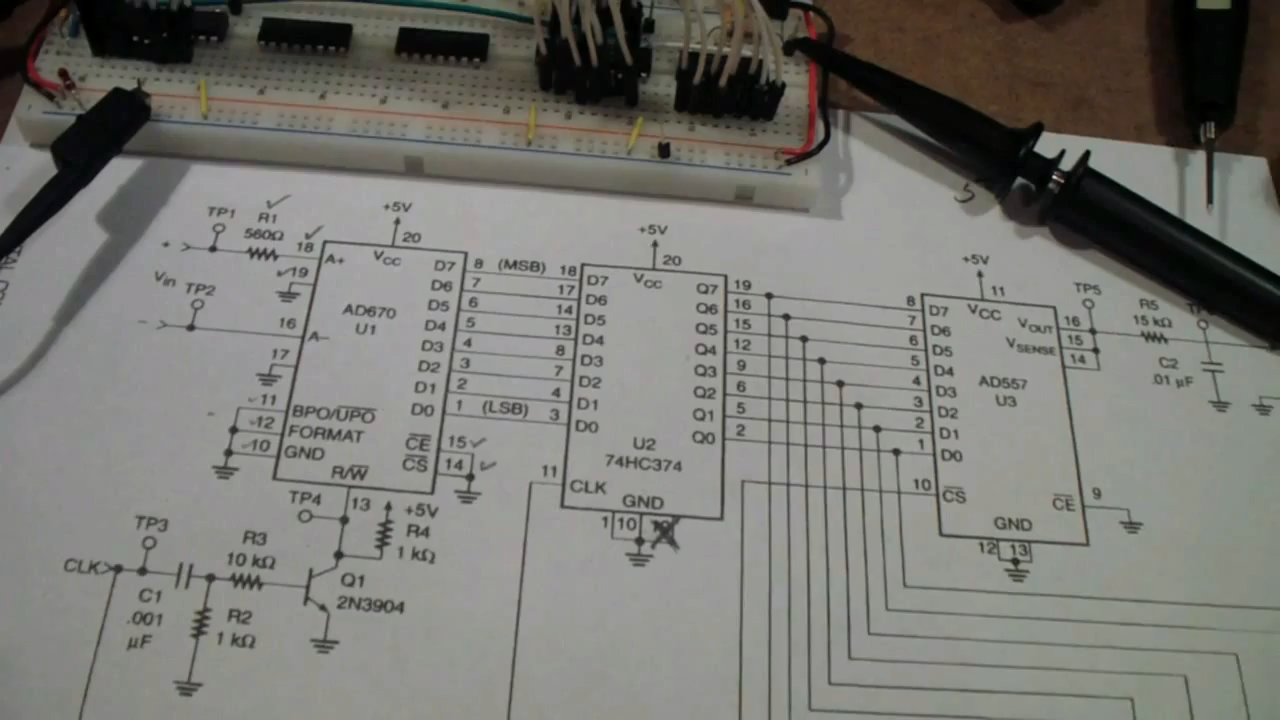 TP1
R1
560Ω
+
18
A+
19
Vin
TP2
–
16
A–
17
11
BPO/UPO
12
FORMAT
10
GND
R/W
+5V
20
VCC
AD670
U1
D7
D6
D5
D4
D3
D2
D1
D0
CE
CS
8 (MSB) 18
7 17
6 14
5 13
4 8
3 7
2 4
1 (LSB) 3
15
14
TP4
13
+5V
R4
1 kΩ
TP3
CLK
C1
.001
µF
R3
10 kΩ
R2
1 kΩ
Q1
2N3904
+5V
20
VCC
D7
D6
D5
D4
D3
D2
D1
D0
Q7
Q6
Q5
Q4
Q3
Q2
Q1
Q0
U2
74HC374
11
CLK
GND
1 10
19
16
15
12
9
6
5
2
+5V
11
VCC
8
7
6
5
4
3
2
1
D7
D6
D5
D4
D3
D2
D1
D0
VOUT
VSENSE
16
15
14
AD557
U3
10
CS
CE
9
GND
12 13
TP5
R5
15 kΩ
C2
.01 µF
5